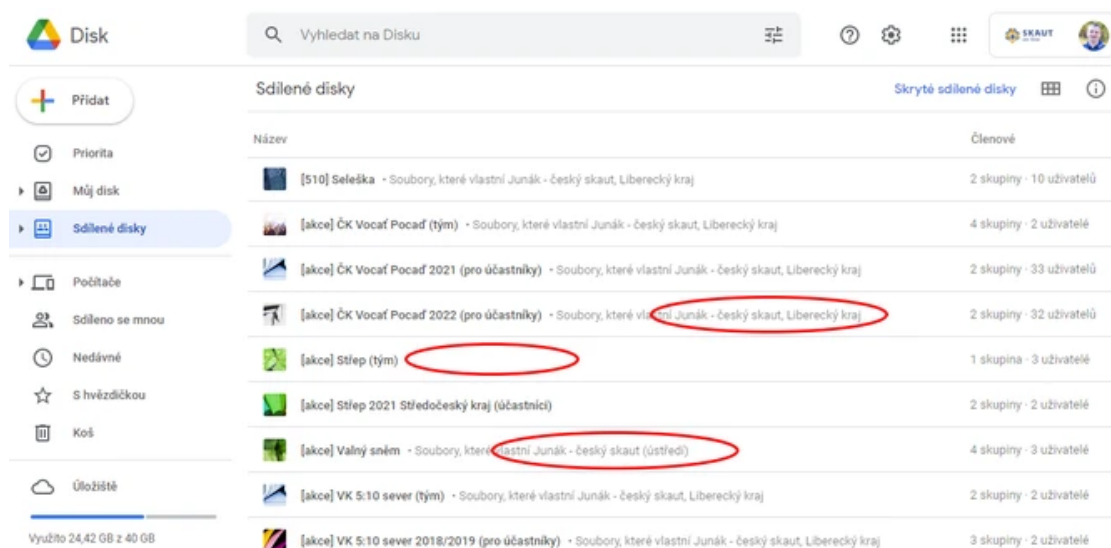 Disk
Vyhledat na Disku
SKAUT
Přidat
Sdílené disky
Skryté sdílené disky
Název
Členové
Priorita
Můj disk
Sdílené disky
Počítače
Sdíleno se mnou
Nedávné
S hvězdičkou
Koš
Úložiště
Využito 24,42 GB z 40 GB
[510] Seleška • Soubory, které vlastní Junák - český skaut, Liberecký kraj 2 skupiny · 10 uživatelů
[akce] ČK Vocať Pocaď (tým) • Soubory, které vlastní Junák - český skaut, Liberecký kraj 4 skupiny · 2 uživatelé
[akce] ČK Vocať Pocaď 2021 (pro účastníky) • Soubory, které vlastní Junák - český skaut, Liberecký kraj 2 skupiny · 33 uživatelů
[akce] ČK Vocať Pocaď 2022 (pro účastníky) • Soubory, které vlastní Junák - český skaut, Liberecký kraj 2 skupiny · 32 uživatelů
[akce] Střep (tým) 1 skupina · 3 uživatelé
[akce] Střep 2021 Středočeský kraj (účastníci) 2 skupiny · 2 uživatelé
[akce] Valný sněm • Soubory, které vlastní Junák - český skaut (ústředí) 4 skupiny · 3 uživatelé
[akce] VK 5:10 sever (tým) • Soubory, které vlastní Junák - český skaut, Liberecký kraj 2 skupiny · 2 uživatelé
[akce] VK 5:10 sever 2018/2019 (pro účastníky) • Soubory, které vlastní Junák - český skaut, Liberecký kraj 3 skupiny · 2 uživatelé